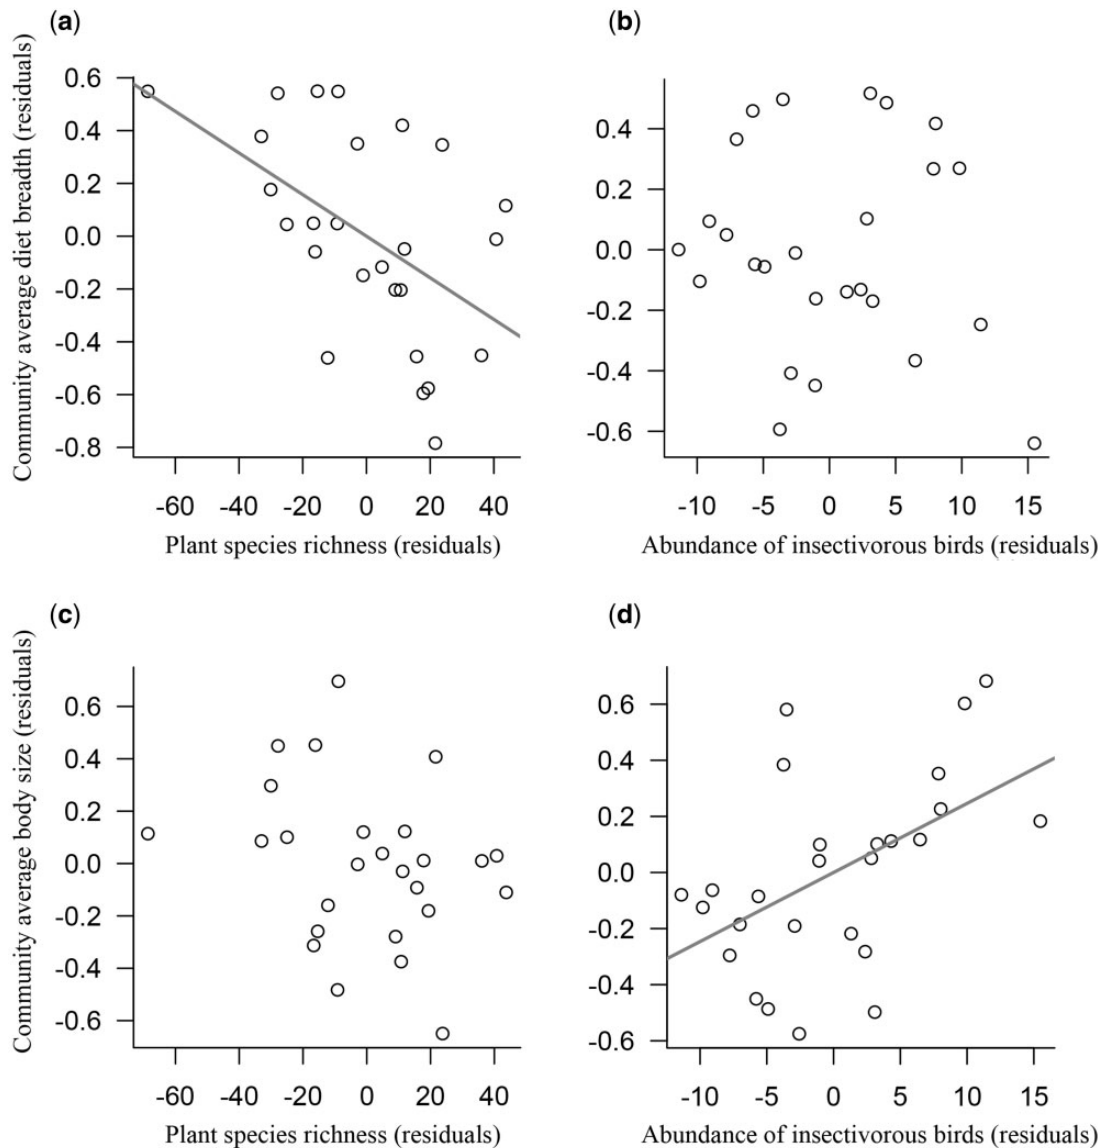 (a)
Community average diet breadth (residuals)
0.6
0.4
0.2
0.0
-0.2
-0.4
-0.6
-0.8
-60 -40 -20 0 20 40
Plant species richness (residuals)
(b)
0.4
0.2
0.0
-0.2
-0.4
-0.6
-10 -5 0 5 10 15
Abundance of insectivorous birds (residuals)
(c)
Community average body size (residuals)
0.6
0.4
0.2
0.0
-0.2
-0.4
-0.6
-60 -40 -20 0 20 40
Plant species richness (residuals)
(d)
0.6
0.4
0.2
0.0
-0.2
-0.4
-0.6
-10 -5 0 5 10 15
Abundance of insectivorous birds (residuals)